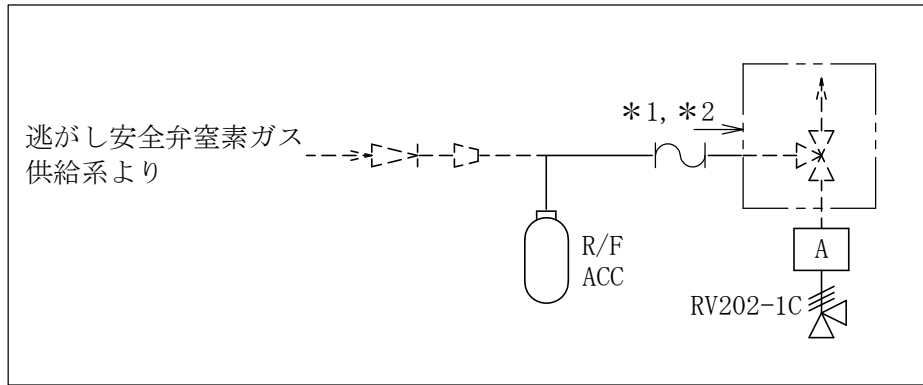 逃がし安全弁窒素ガス
供給系より
＊1, ＊2
R/F
ACC
A
RV202-1C